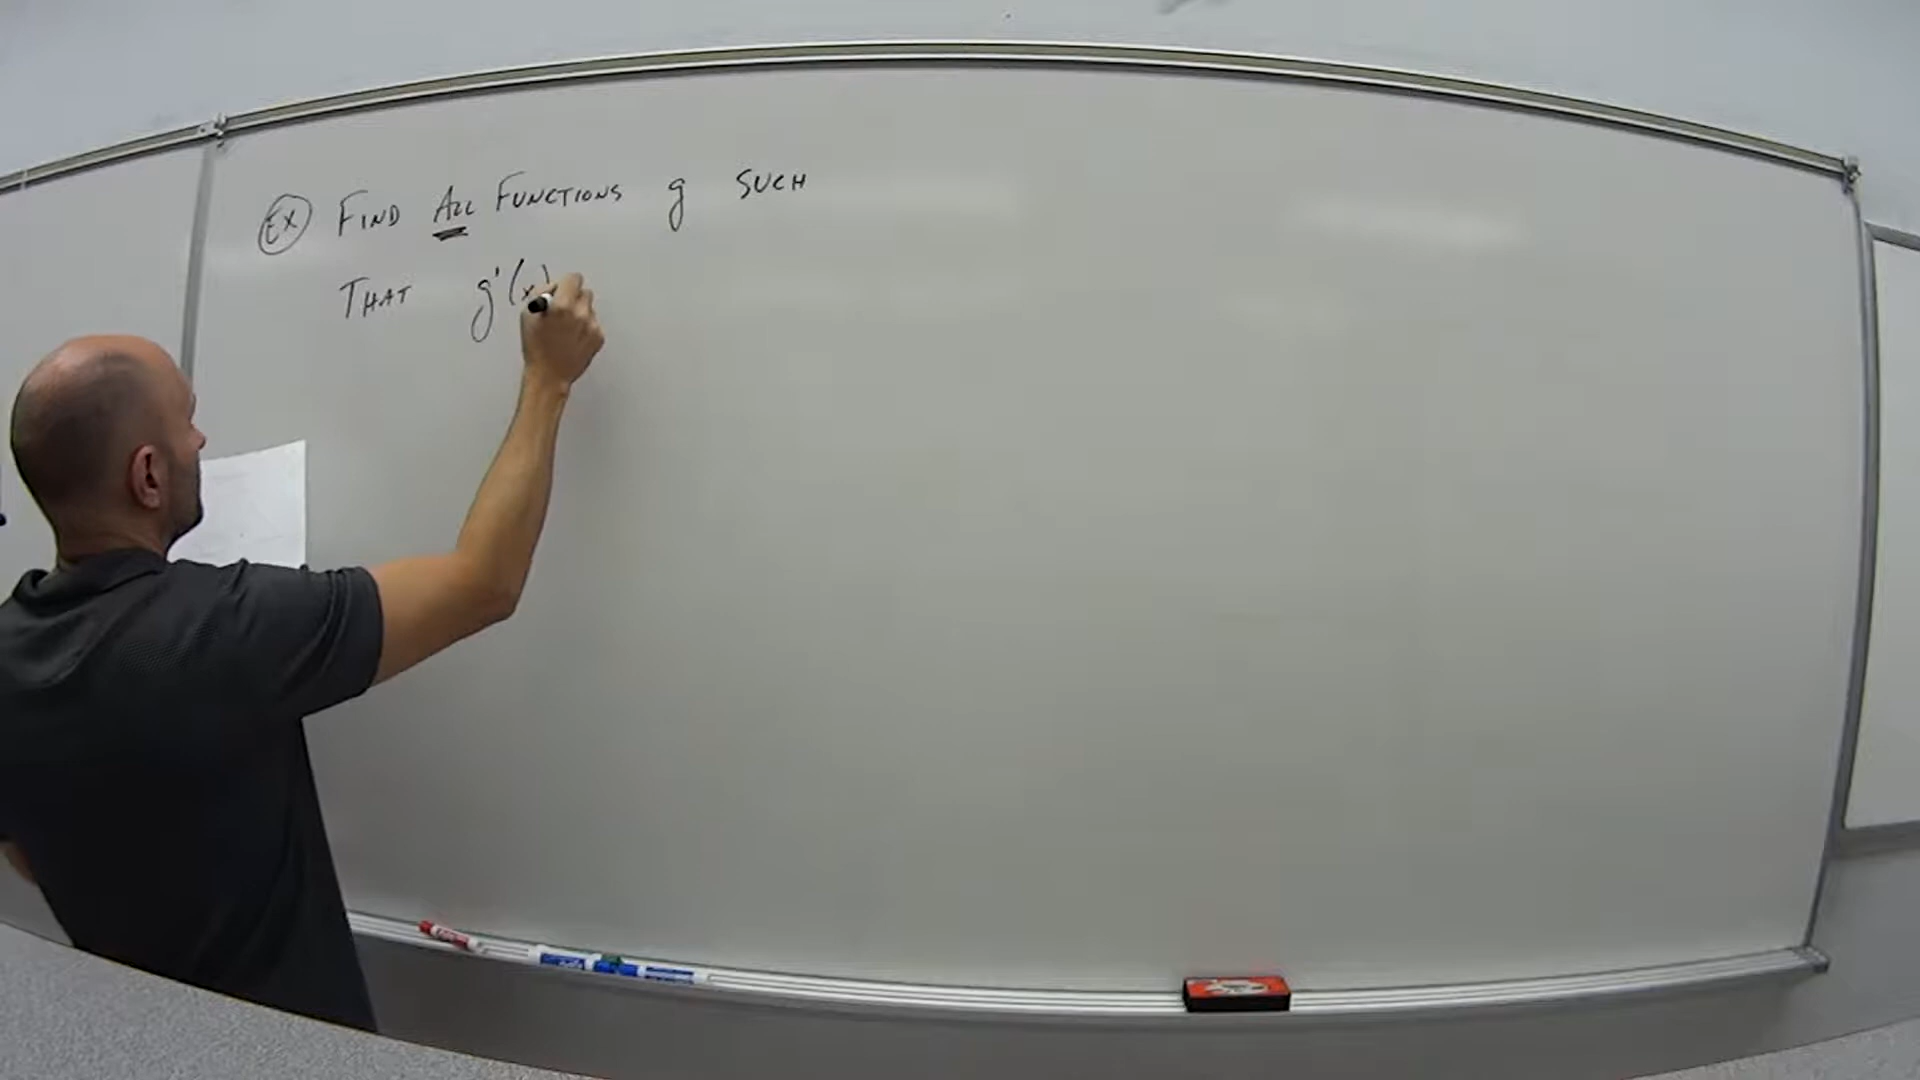 EX FIND ALL FUNCTIONS g SUCH
THAT g'(x)